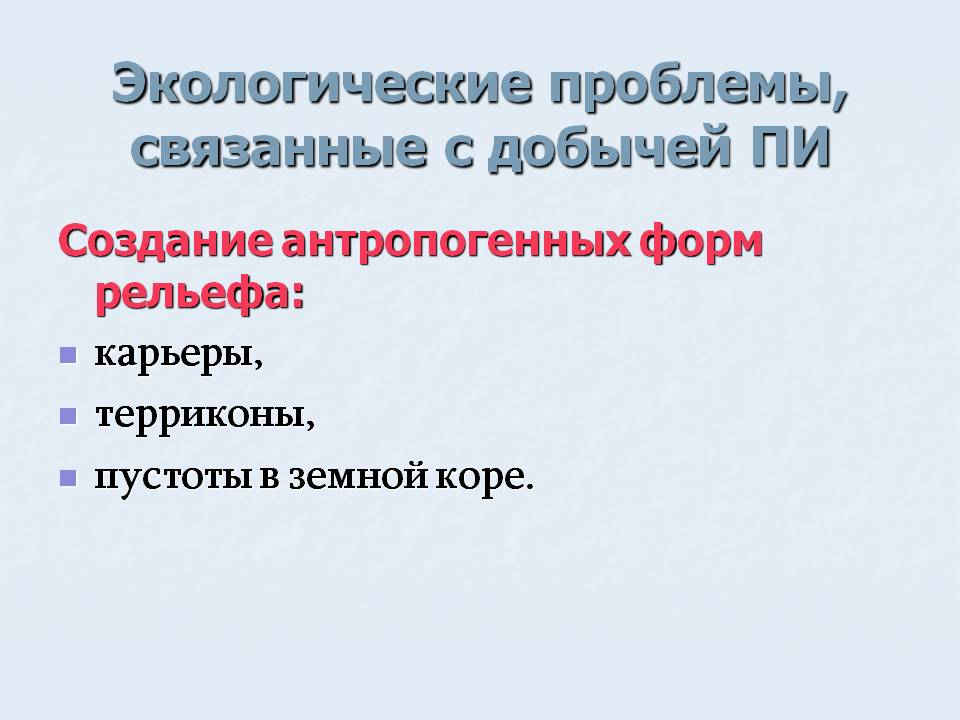 Экологические проблемы,
связанные с добычей ПИ
Создание антропогенных форм
рельефа:
карьеры,
терриконы,
пустоты в земной коре.